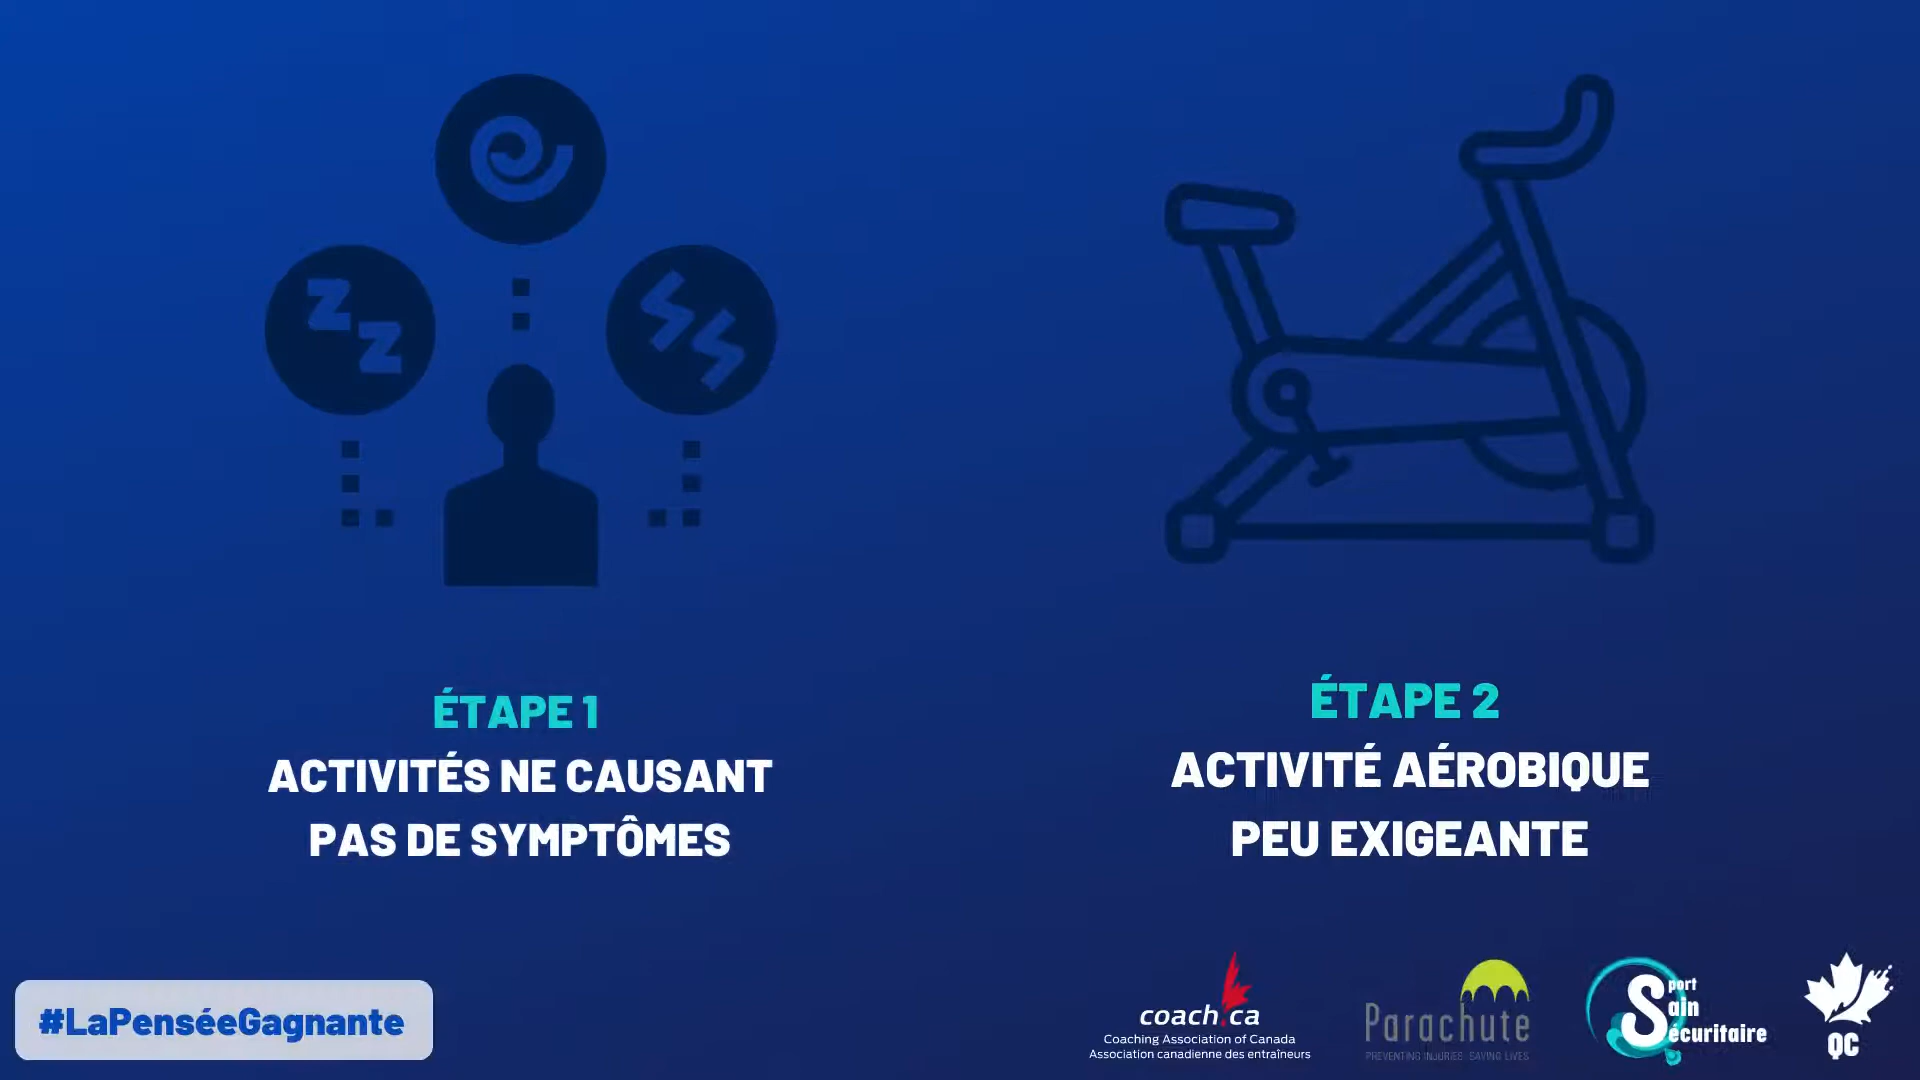 Z
Z
ÉTAPE 1
ACTIVITÉS NE CAUSANT
PAS DE SYMPTÔMES
ÉTAPE 2
ACTIVITÉ AÉROBIQUE
PEU EXIGEANTE
#LaPenséeGagnante
coach.ca
Coaching Association of Canada
Association canadienne des entraîneurs
Parachute
PREVENTING INJURIES. SAVING LIVES.
Sport
Sain
Sécuritaire
QC